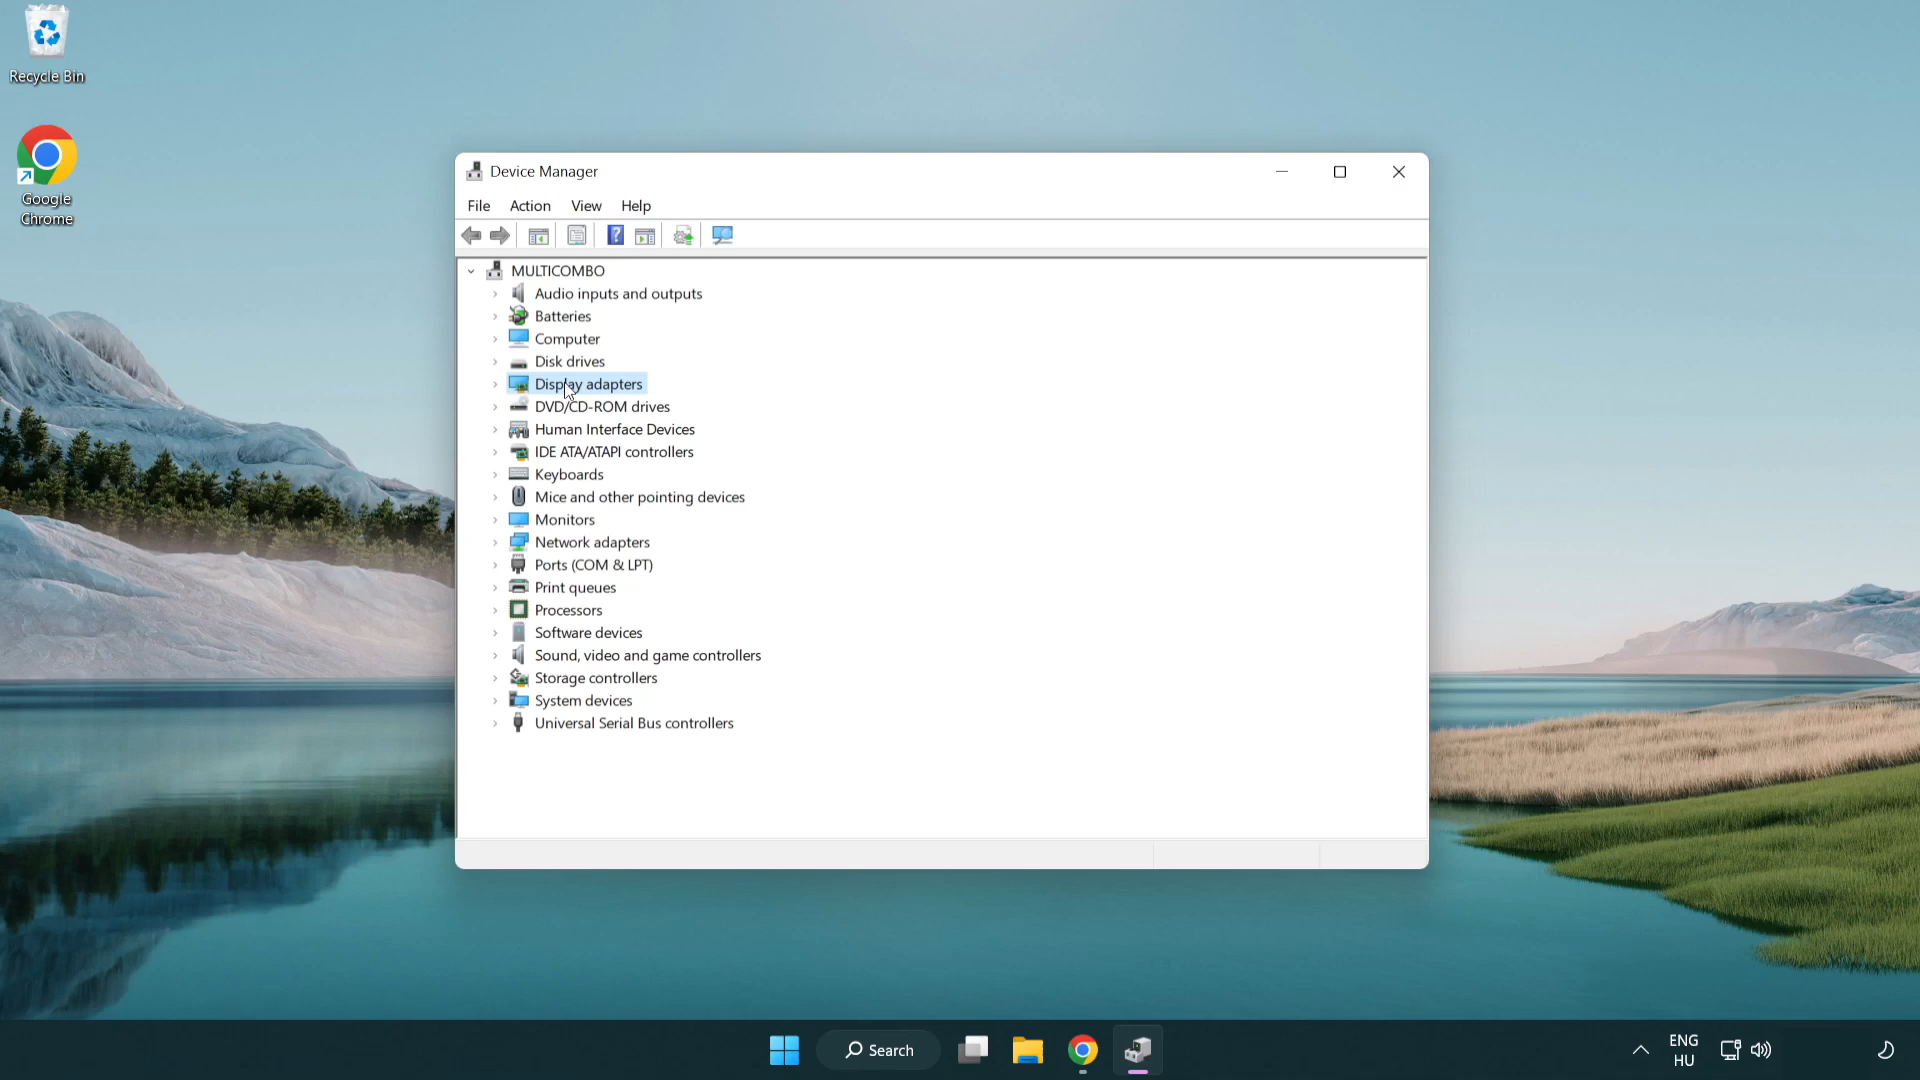 Recycle Bin
Google
Chrome
Device Manager
File Action View Help
MULTICOMBO
Audio inputs and outputs
Batteries
Computer
Disk drives
Display adapters
DVD/CD-ROM drives
Human Interface Devices
IDE ATA/ATAPI controllers
Keyboards
Mice and other pointing devices
Monitors
Network adapters
Ports (COM & LPT)
Print queues
Processors
Software devices
Sound, video and game controllers
Storage controllers
System devices
Universal Serial Bus controllers
Search
ENG
HU